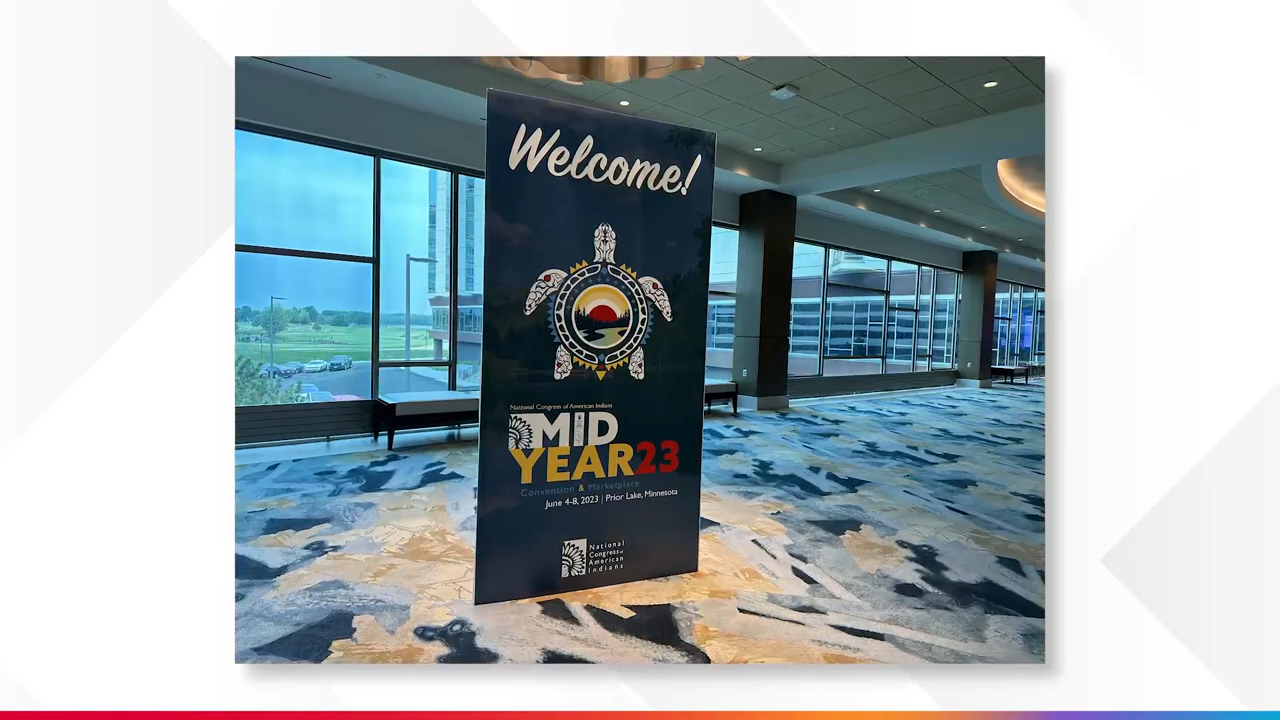 Welcome!
National Congress of American Indians
MID
YEAR23
Convention & Marketplace
June 4-8, 2023 | Prior Lake, Minnesota
National
Congress of
American
Indians